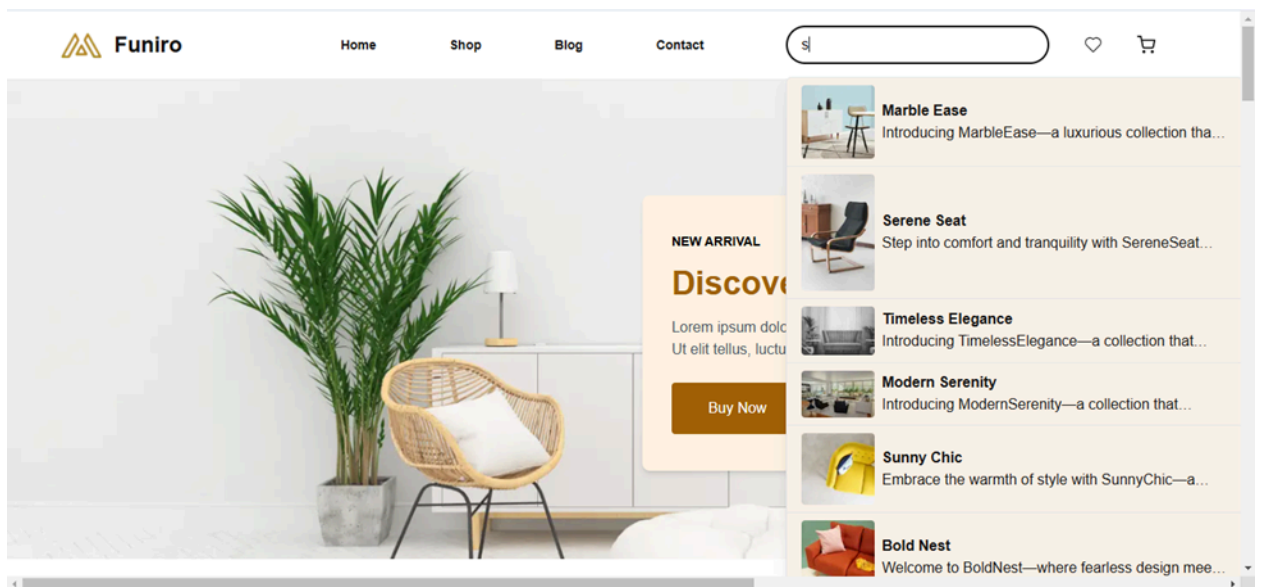 Funiro
Home
Shop
Blog
Contact
s
Marble Ease
Introducing MarbleEase—a luxurious collection tha...
Serene Seat
Step into comfort and tranquility with SereneSeat...
Timeless Elegance
Introducing TimelessElegance—a collection that...
Modern Serenity
Introducing ModernSerenity—a collection that...
Sunny Chic
Embrace the warmth of style with SunnyChic—a...
Bold Nest
Welcome to BoldNest—where fearless design mee...
NEW ARRIVAL
Discove
Lorem ipsum dolo
Ut elit tellus, luctu
Buy Now